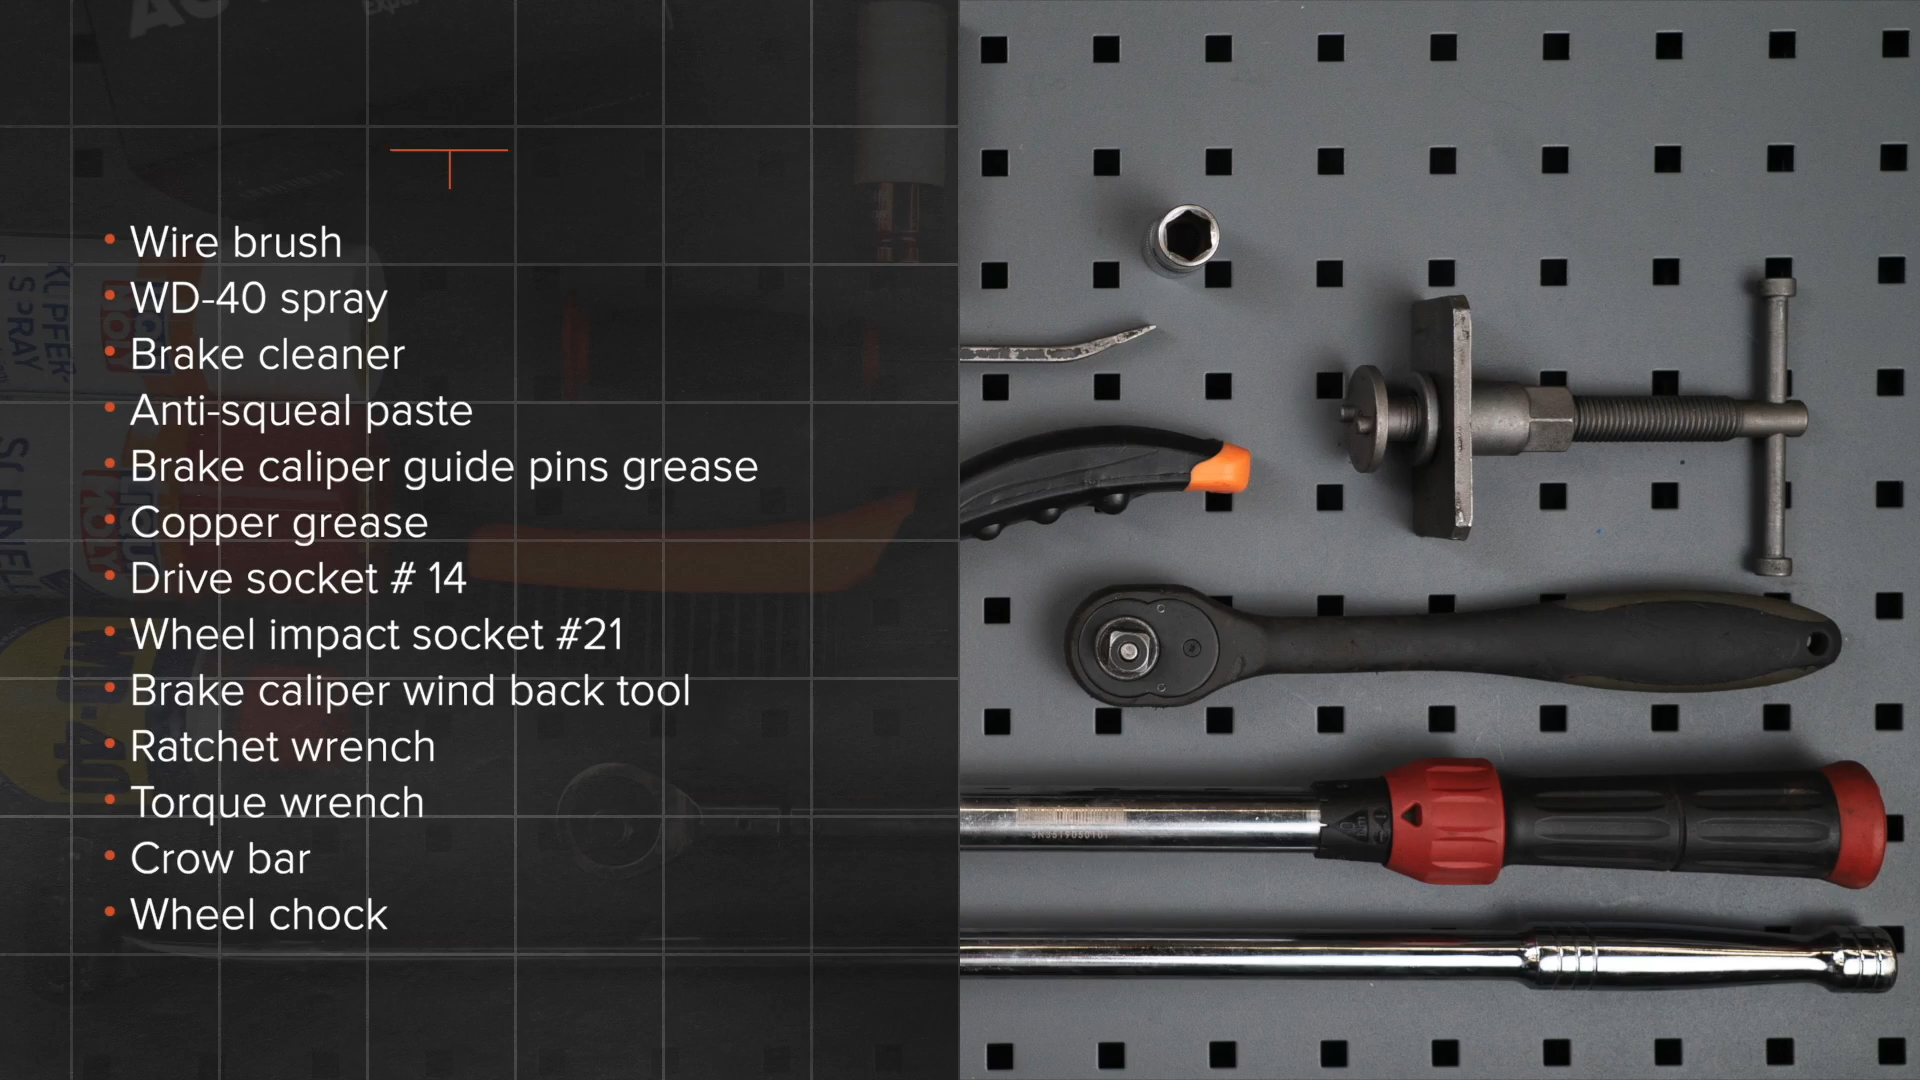 Wire brush
WD-40 spray
Brake cleaner
Anti-squeal paste
Brake caliper guide pins grease
Copper grease
Drive socket # 14
Wheel impact socket #21
Brake caliper wind back tool
Ratchet wrench
Torque wrench
Crow bar
Wheel chock